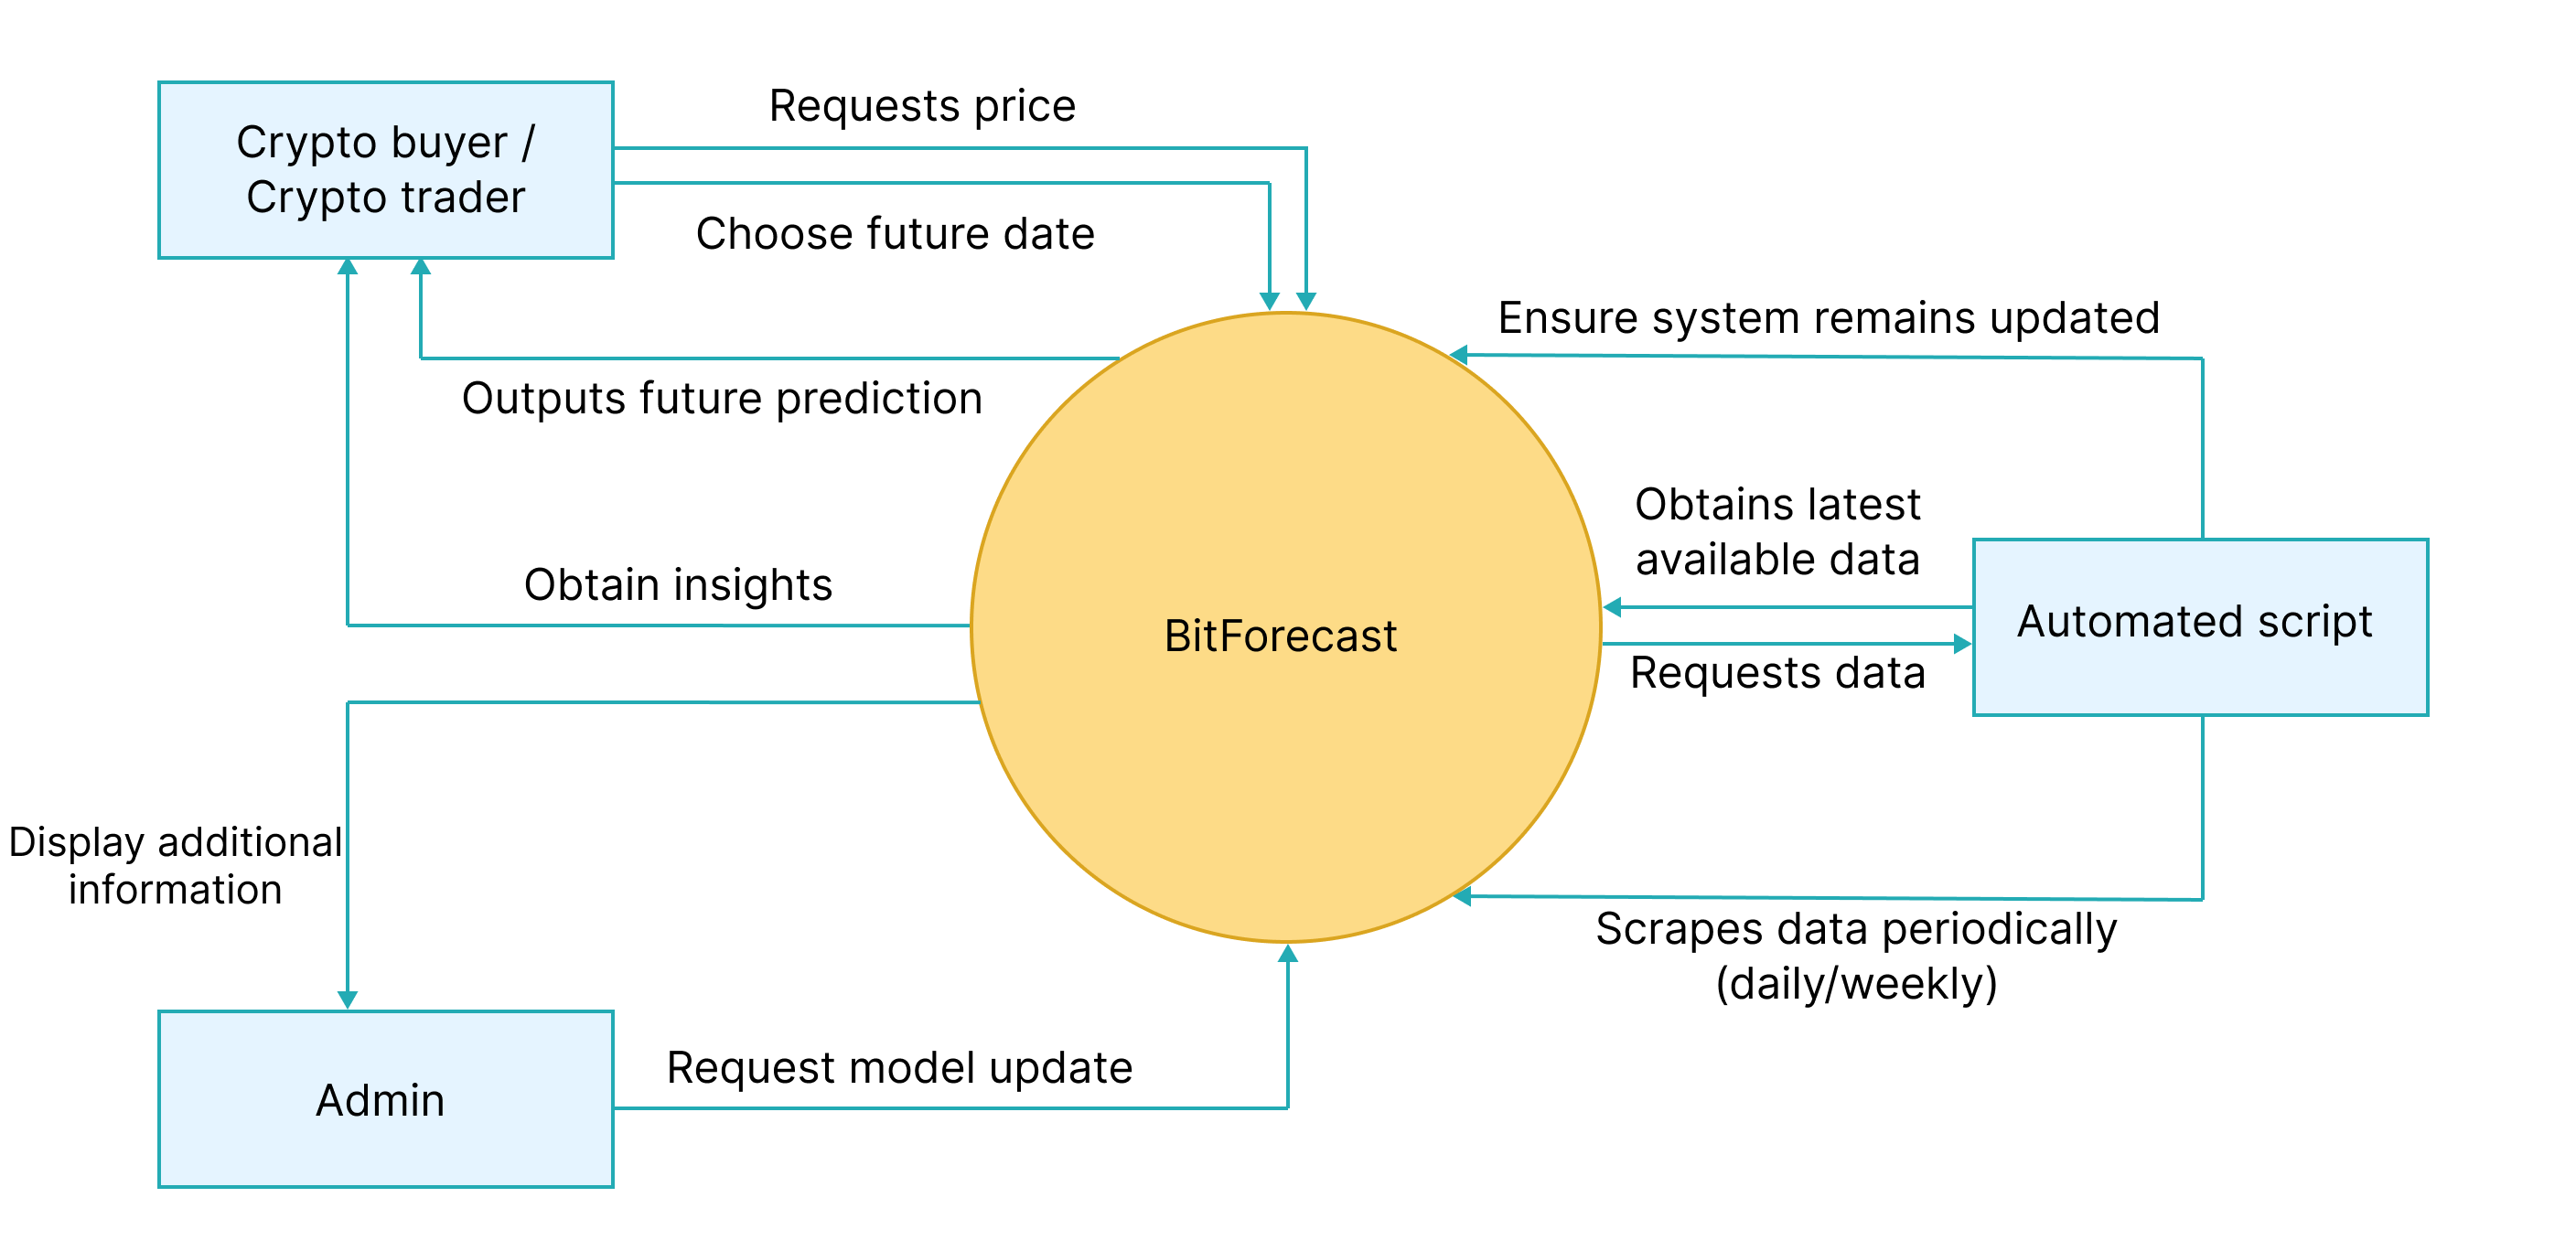 Requests price
Crypto buyer /
Crypto trader
Choose future date
Ensure system remains updated
Outputs future prediction
Obtains latest
available data
Obtain insights
BitForecast
Automated script
Requests data
Display additional
information
Scrapes data periodically
(daily/weekly)
Request model update
Admin